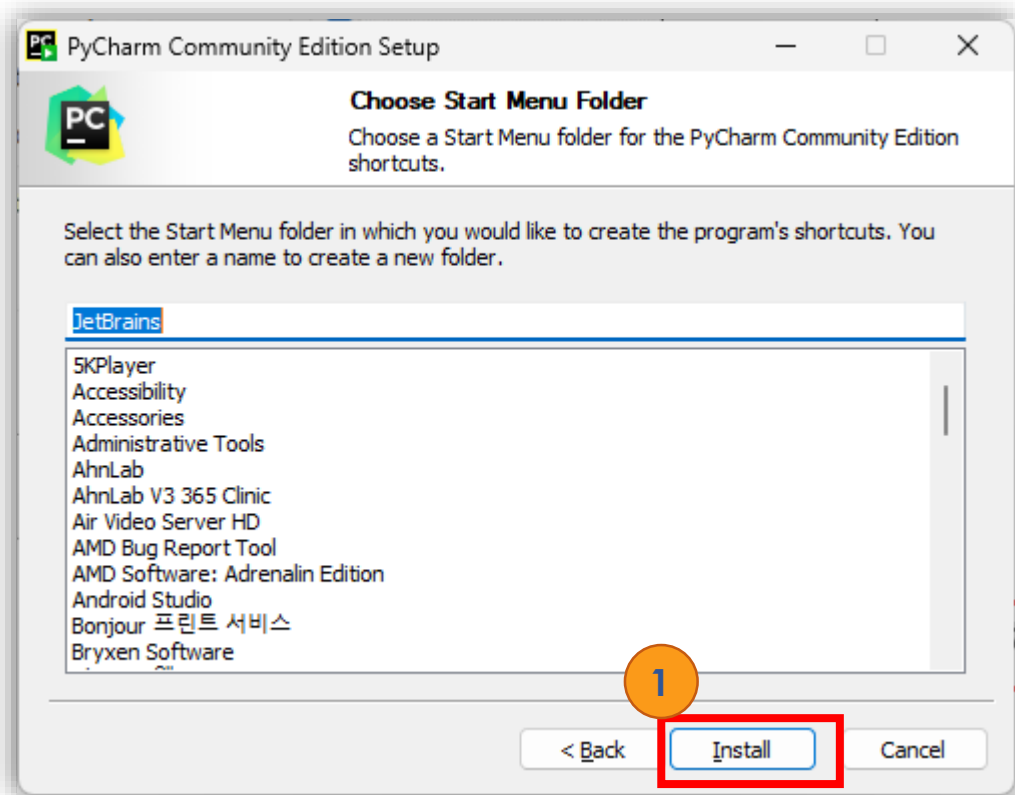 PyCharm Community Edition Setup
PC
Choose Start Menu Folder
Choose a Start Menu folder for the PyCharm Community Edition
shortcuts.
Select the Start Menu folder in which you would like to create the program's shortcuts. You
can also enter a name to create a new folder.
JetBrains
5KPlayer
Accessibility
Accessories
Administrative Tools
AhnLab
AhnLab V3 365 Clinic
Air Video Server HD
AMD Bug Report Tool
AMD Software: Adrenalin Edition
Android Studio
Bonjour 프린트 서비스
Bryxen Software
1
< Back
Install
Cancel